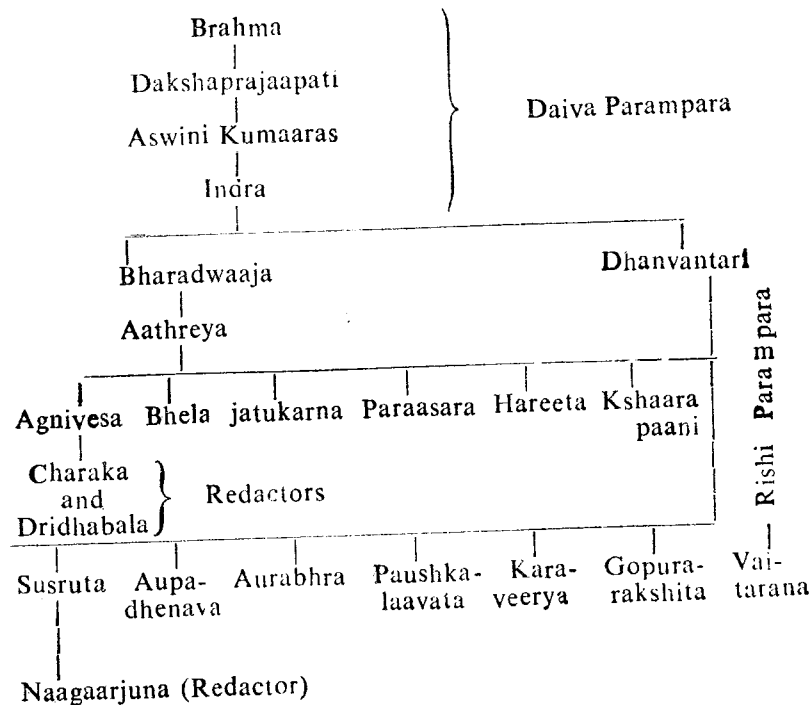 Brahma
Dakshaprajaapati
Daiva Parampara
Aswini Kumaaras
Indra
Bharadwaaja
Dhanvantari
Aathreya
Rishi Parampara
Agnivesa Bhela jatukarna Paraasara Hareeta Kshaara
paani
Charaka
and
Dridhabala
Redactors
Susruta Aupa- Aurabhra Paushka- Kara- Gopura- Vai-
dhenava laavata veerya rakshita tarana
Naagaarjuna (Redactor)